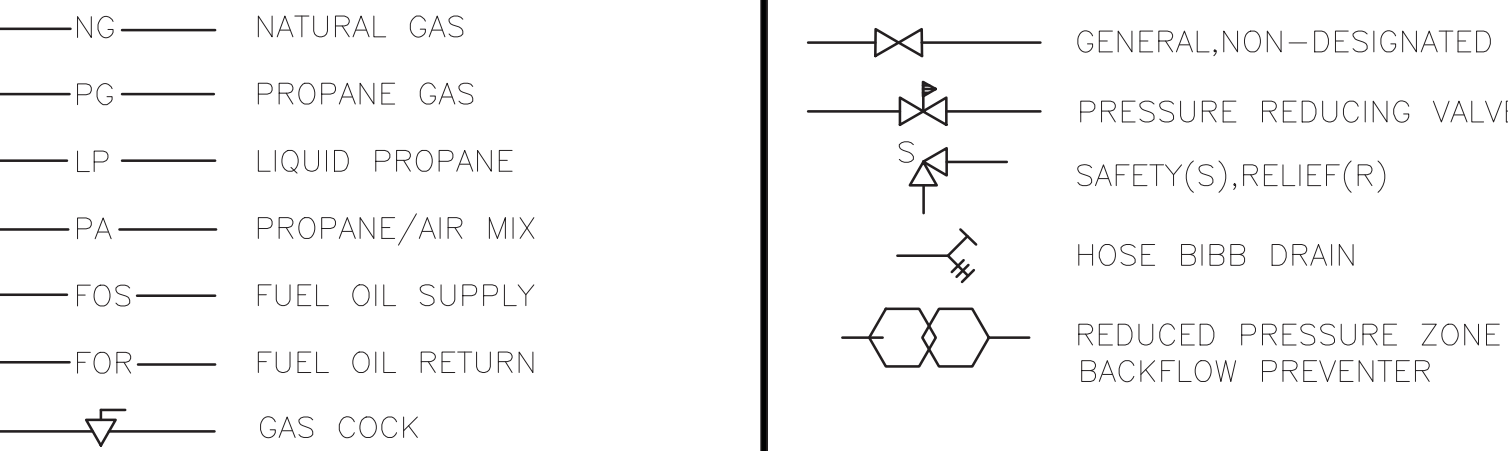 NG NATURAL GAS
PG PROPANE GAS
LP LIQUID PROPANE
PA PROPANE/AIR MIX
FOS FUEL OIL SUPPLY
FOR FUEL OIL RETURN
GAS COCK
GENERAL,NON-DESIGNATED
PRESSURE REDUCING VALVE
S SAFETY(S),RELIEF(R)
HOSE BIBB DRAIN
REDUCED PRESSURE ZONE
BACKFLOW PREVENTER